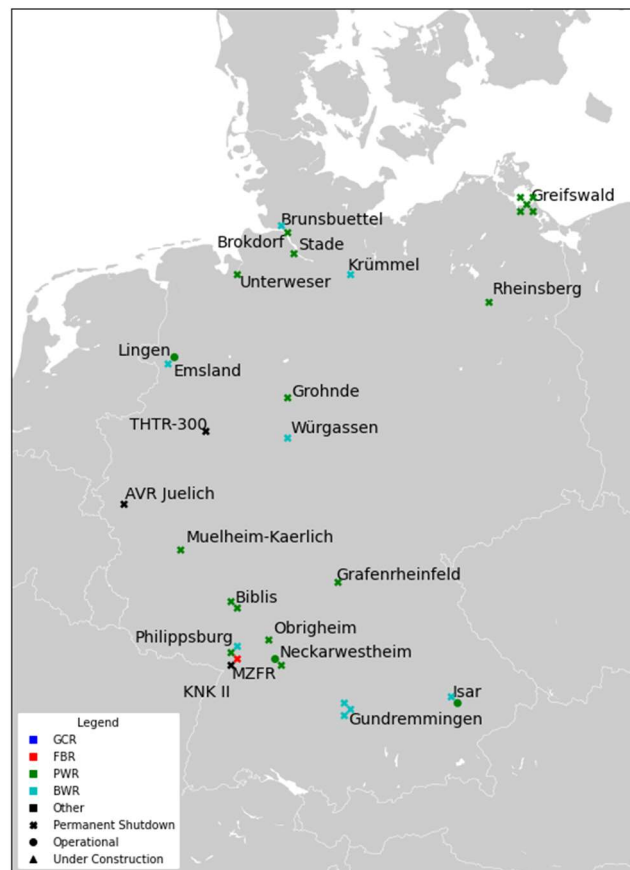 Greifswald
Brunsbuettel
Brokdorf
Stade
Krümmel
Unterweser
Rheinsberg
Lingen
Emsland
Grohnde
THTR-300
Würgassen
AVR Juelich
Muelheim-Kaerlich
Grafenrheinfeld
Biblis
Obrigheim
Philippsburg
Neckarwestheim
MZFR
KNK II
Isar
Gundremmingen
Legend
GCR
FBR
PWR
BWR
Other
Permanent Shutdown
Operational
Under Construction